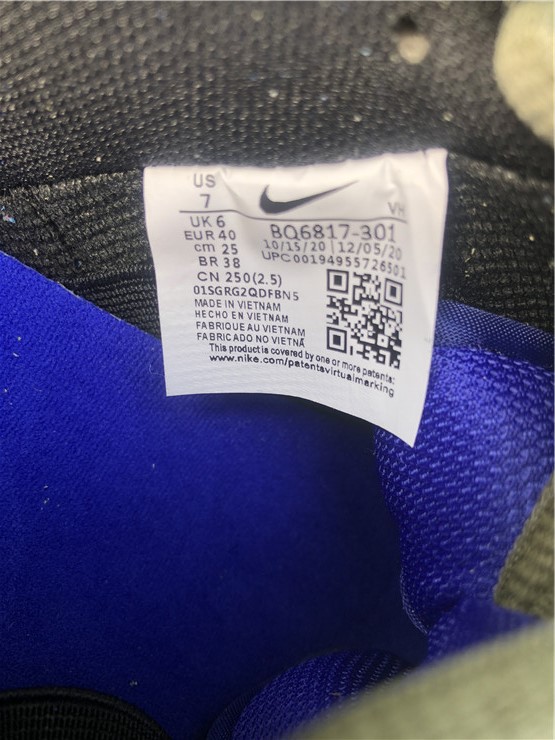 US
7
VH
UK 6
EUR 40
cm 25
BR 38
CN 250(2.5)
BQ6817-301
10/15/20 12/05/20
UPC00194955726501
01SGRG2QDFBN5
MADE IN VIETNAM
HECHO EN VIETNAM
FABRIQUE AU VIETNAM
FABRICADO NO VIETNÃ
This product is covered by one or more patents:
www.nike.com/patentsvirtualmarking